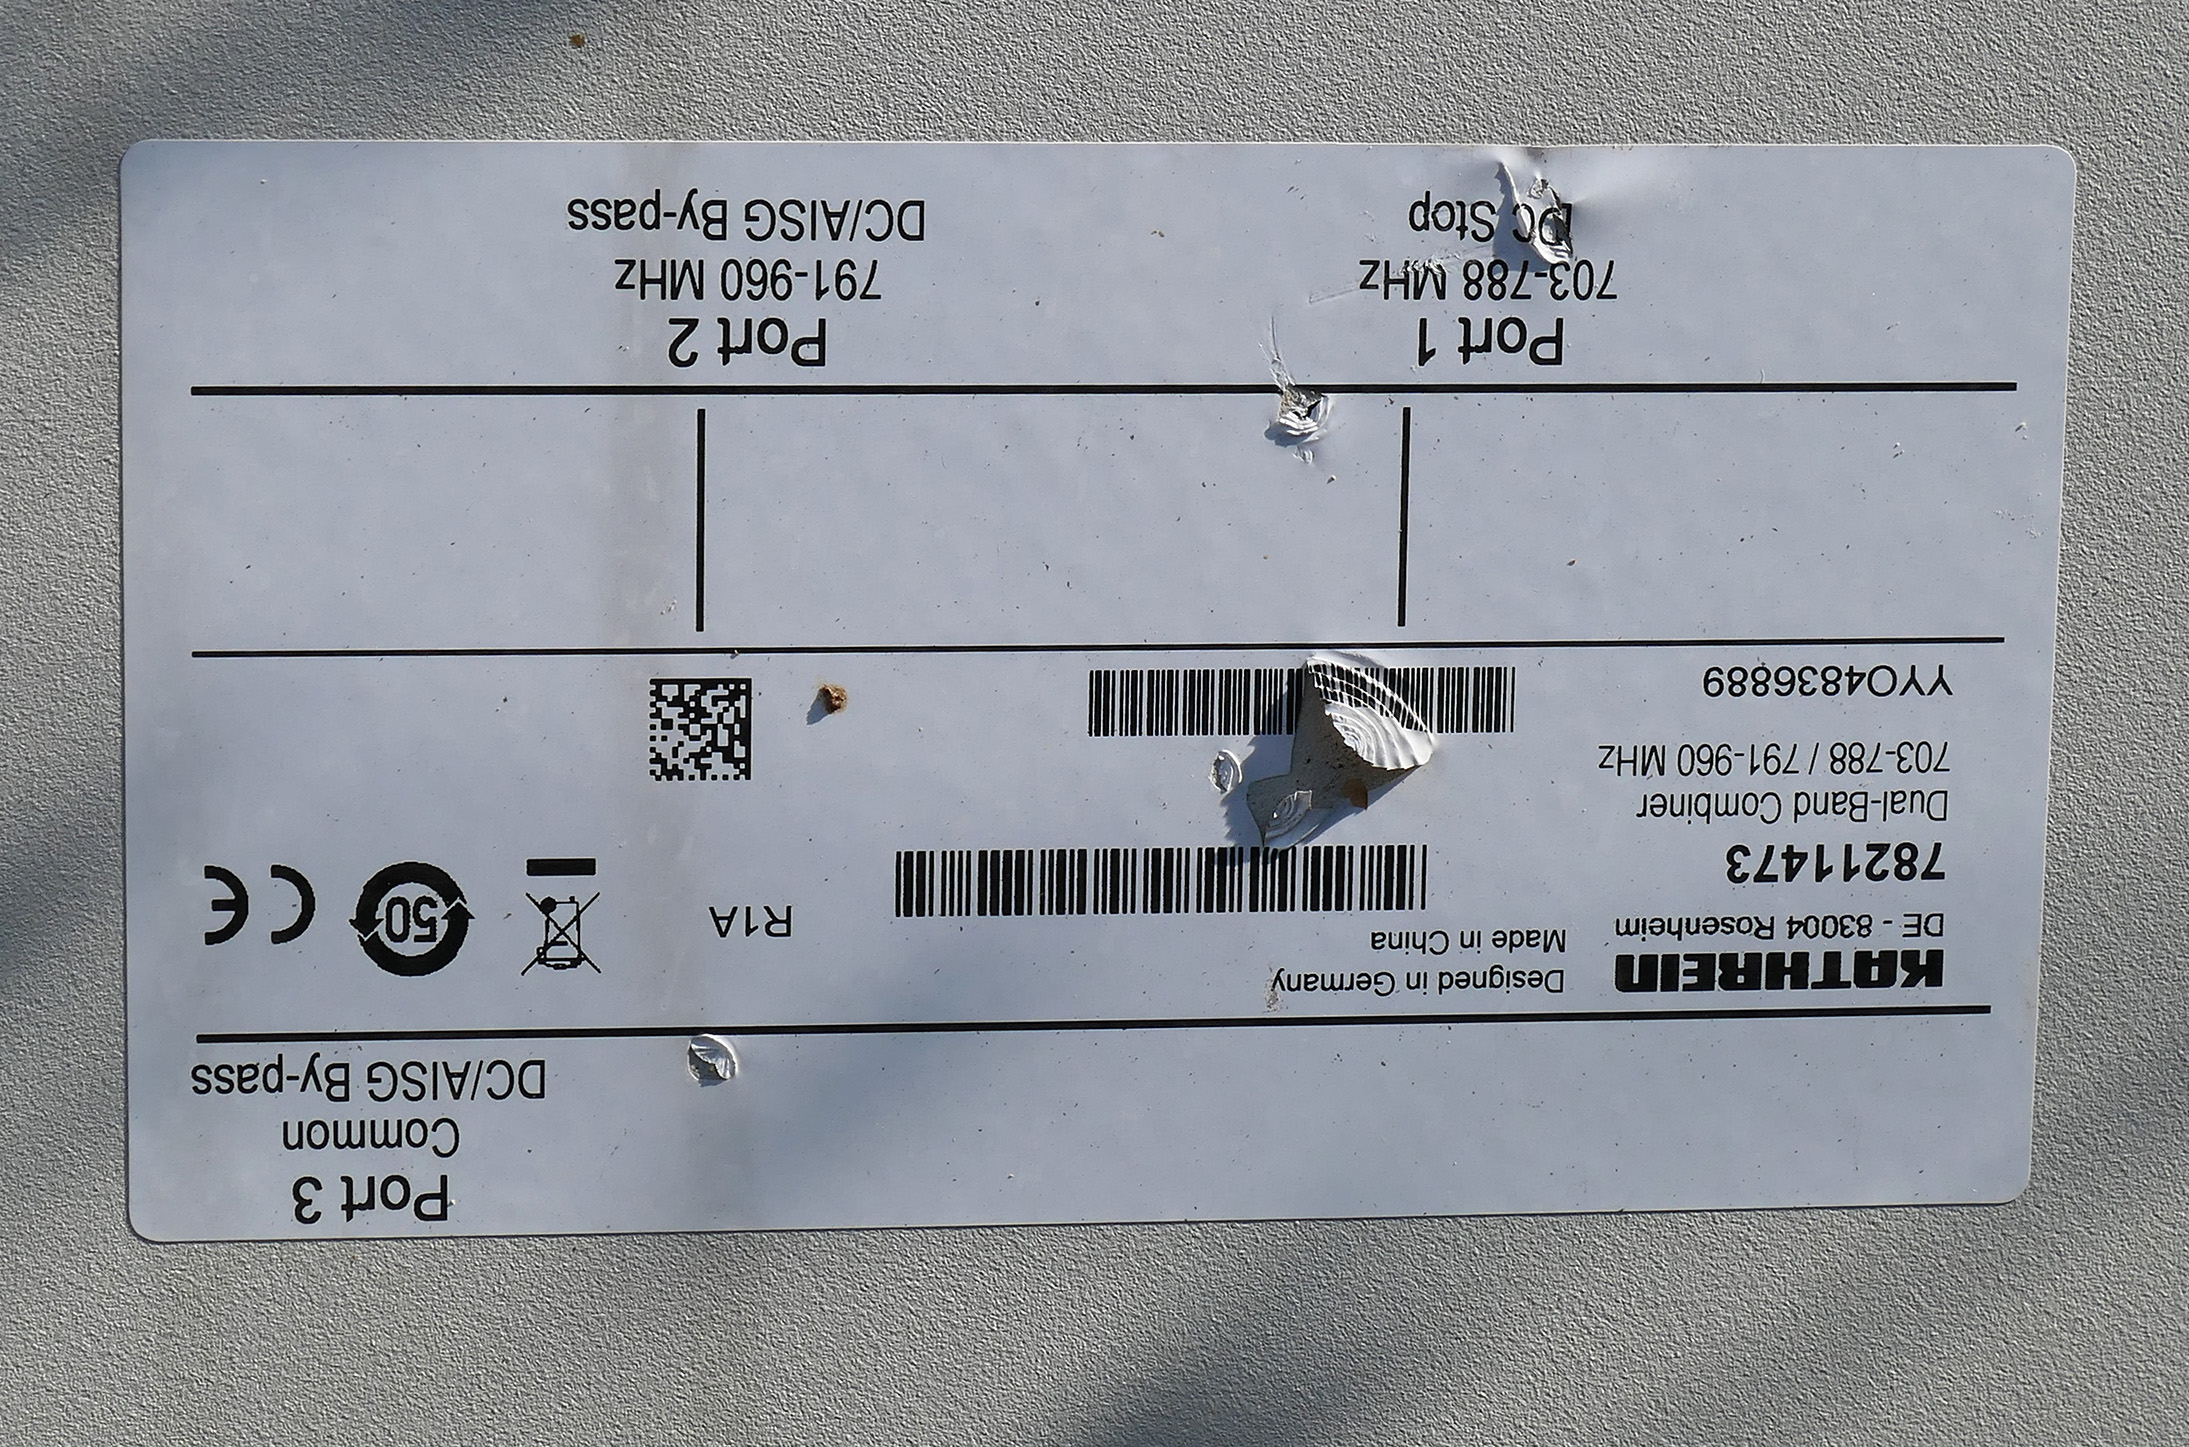 Port 3
Common
DC/AISG By-pass
KATHREIN
DE - 83004 Rosenheim
Designed in Germany
Made in China
R1A
50
CE
78211473
Dual-Band Combiner
703-788 / 791-960 MHz
YYO4836889
Port 1
703-788 MHz
DC Stop
Port 2
791-960 MHz
DC/AISG By-pass